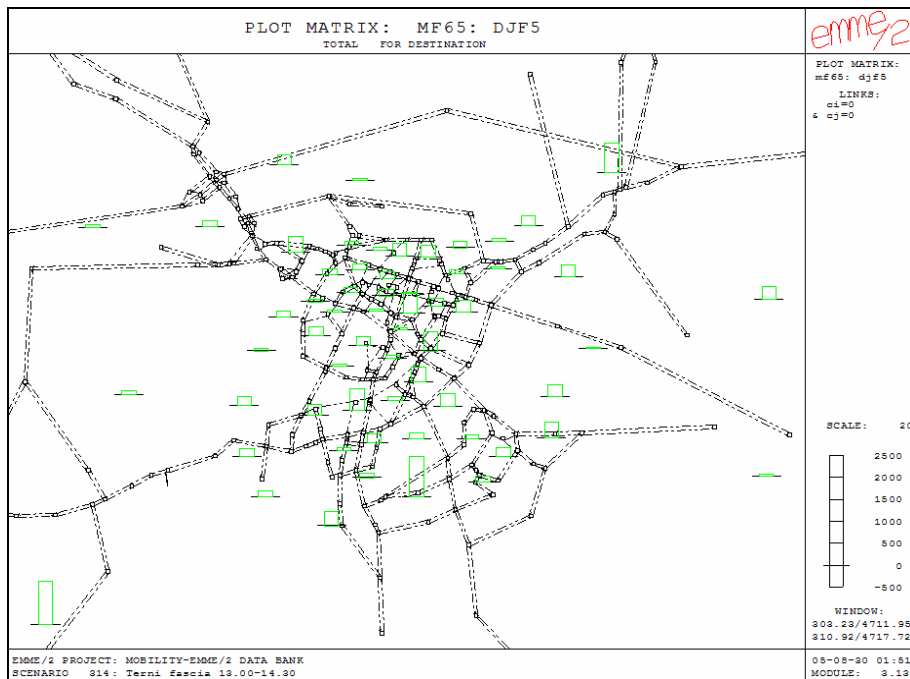 PLOT MATRIX: MF65: DJF5
TOTAL FOR DESTINATION
emme/2
PLOT MATRIX:
mf65: djf5
LINKS:
ci=0
& cj=0
SCALE: 20
2500
2000
1500
1000
500
0
-500
WINDOW:
303.23/4711.95
310.92/4717.72
EMME/2 PROJECT: MOBILITY-EMME/2 DATA BANK
SCENARIO 314: Terni fascia 13.00-14.30
05-08-30 01:51
MODULE: 3.13